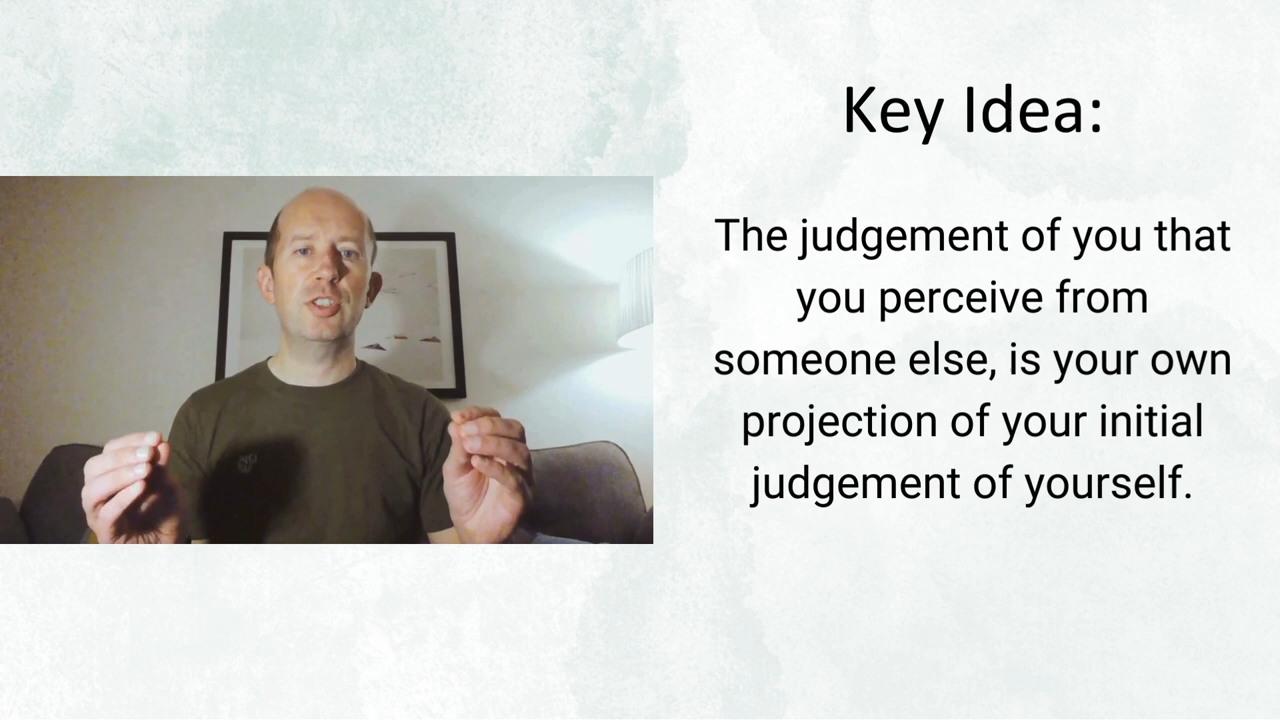 Key Idea:
The judgement of you that
you perceive from
someone else, is your own
projection of your initial
judgement of yourself.